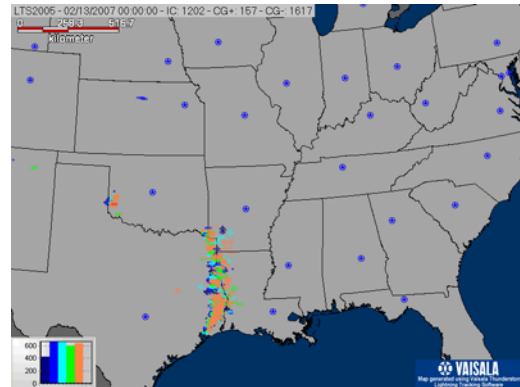 LTS2005 - 02/13/2007 00:00:00 - IC: 1202 - CG+: 157 - CG-: 1617
0 258.3 516.7
kilometer
600
400
200
VAISALA
Map generated using Vaisala Thunderstorm
Lightning Tracking Software